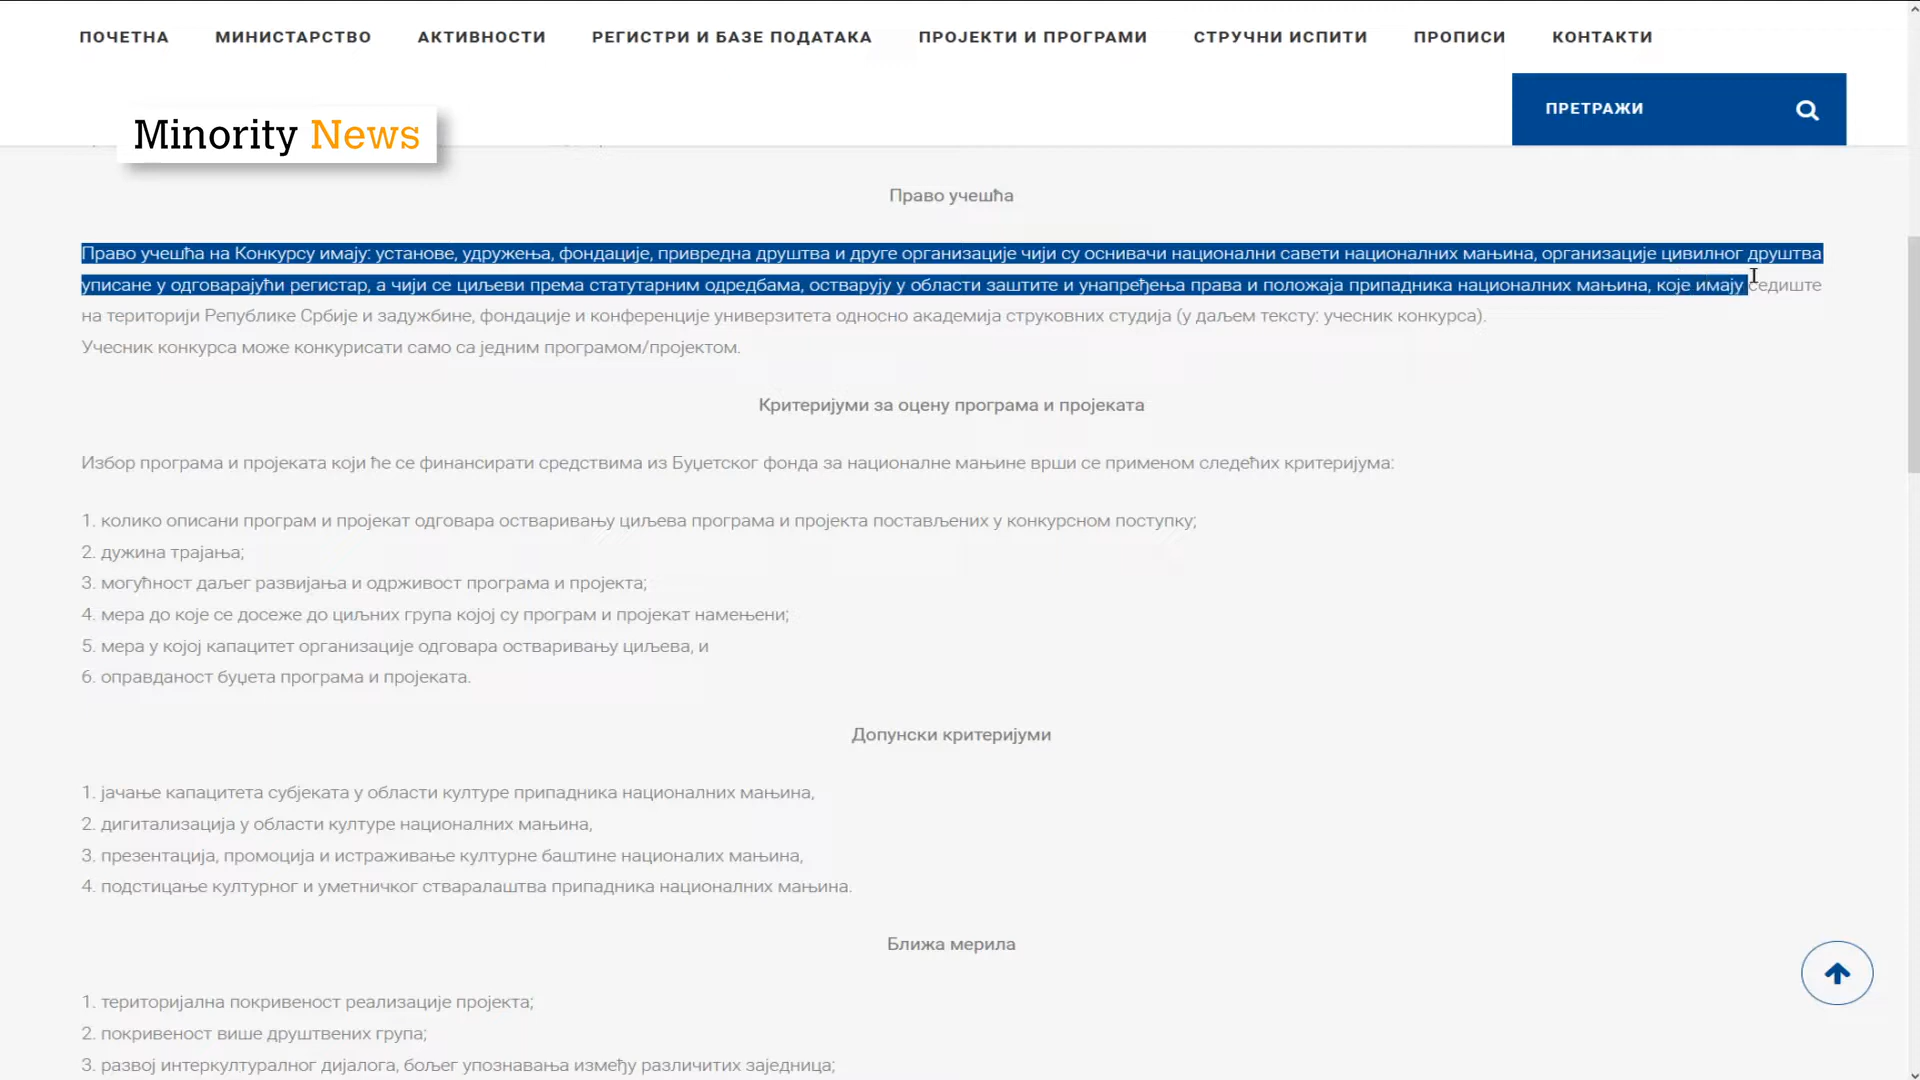 ПОЧЕТНА МИНИСТАРСТВО АКТИВНОСТИ РЕГИСТРИ И БАЗЕ ПОДАТАКА ПРОЈЕКТИ И ПРОГРАМИ СТРУЧНИ ИСПИТИ ПРОПИСИ КОНТАКТИ
ПРЕТРАЖИ
Minority News
Право учешћа
Право учешћа на Конкурсу имају: установе, удружења, фондације, привредна друштва и друге организације чији су оснивачи национални савети националних мањина, организације цивилног друштва
уписане у одговарајући регистар, а чији се циљеви према статутарним одредбама, остварују у области заштите и унапређења права и положаја припадника националних мањина, које имају седиште
на територији Републике Србије и задужбине, фондације и конференције универзитета односно академија струковних студија (у даљем тексту: учесник конкурса).
Учесник конкурса може конкурисати само са једним програмом/пројектом.
Критеријуми за оцену програма и пројеката
Избор програма и пројеката који ће се финансирати средствима из Буџетског фонда за националне мањине врши се применом следећих критеријума:
1. колико описани програм и пројекат одговара остваривању циљева програма и пројекта постављених у конкурсном поступку;
2. дужина трајања;
3. могућност даљег развијања и одрживост програма и пројекта;
4. мера до које се досеже до циљних група којој су програм и пројекат намењени;
5. мера у којој капацитет организације одговара остваривању циљева, и
6. оправданост буџета програма и пројеката.
Допунски критеријуми
1. јачање капацитета субјеката у области културе припадника националних мањина,
2. дигитализација у области културе националних мањина,
3. презентација, промоција и истраживање културне баштине националих мањина,
4. подстицање културног и уметничког стваралаштва припадника националних мањина.
Ближа мерила
1. територијална покривеност реализације пројекта;
2. покривеност више друштвених група;
3. развој интеркултуралног дијалога, бољег упознавања између различитих заједница;